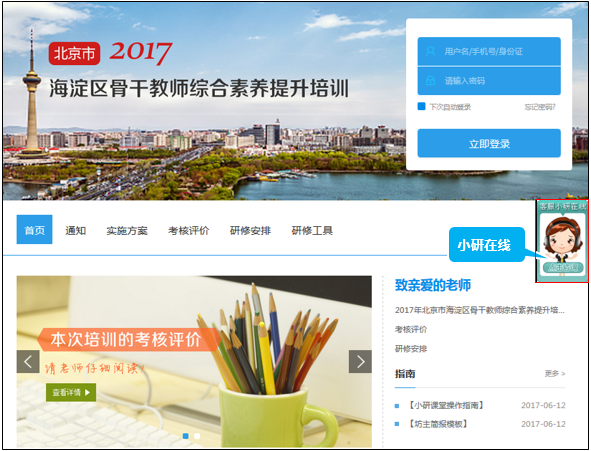 北京市 2017
海淀区骨干教师综合素养提升培训
用户名/手机号/身份证
请输入密码
下次自动登录 忘记密码?
立即登录
客服小研在线
首页 通知 实施方案 考核评价 研修安排 研修工具
小研在线
点击咨询
致亲爱的老师
2017年北京市海淀区骨干教师综合素养提升培...
考核评价
研修安排
本次培训的考核评价
请老师仔细阅读!
查看详情
指南 更多 >
【小研课堂操作指南】 2017-06-12
【坊主简报模板】 2017-06-12